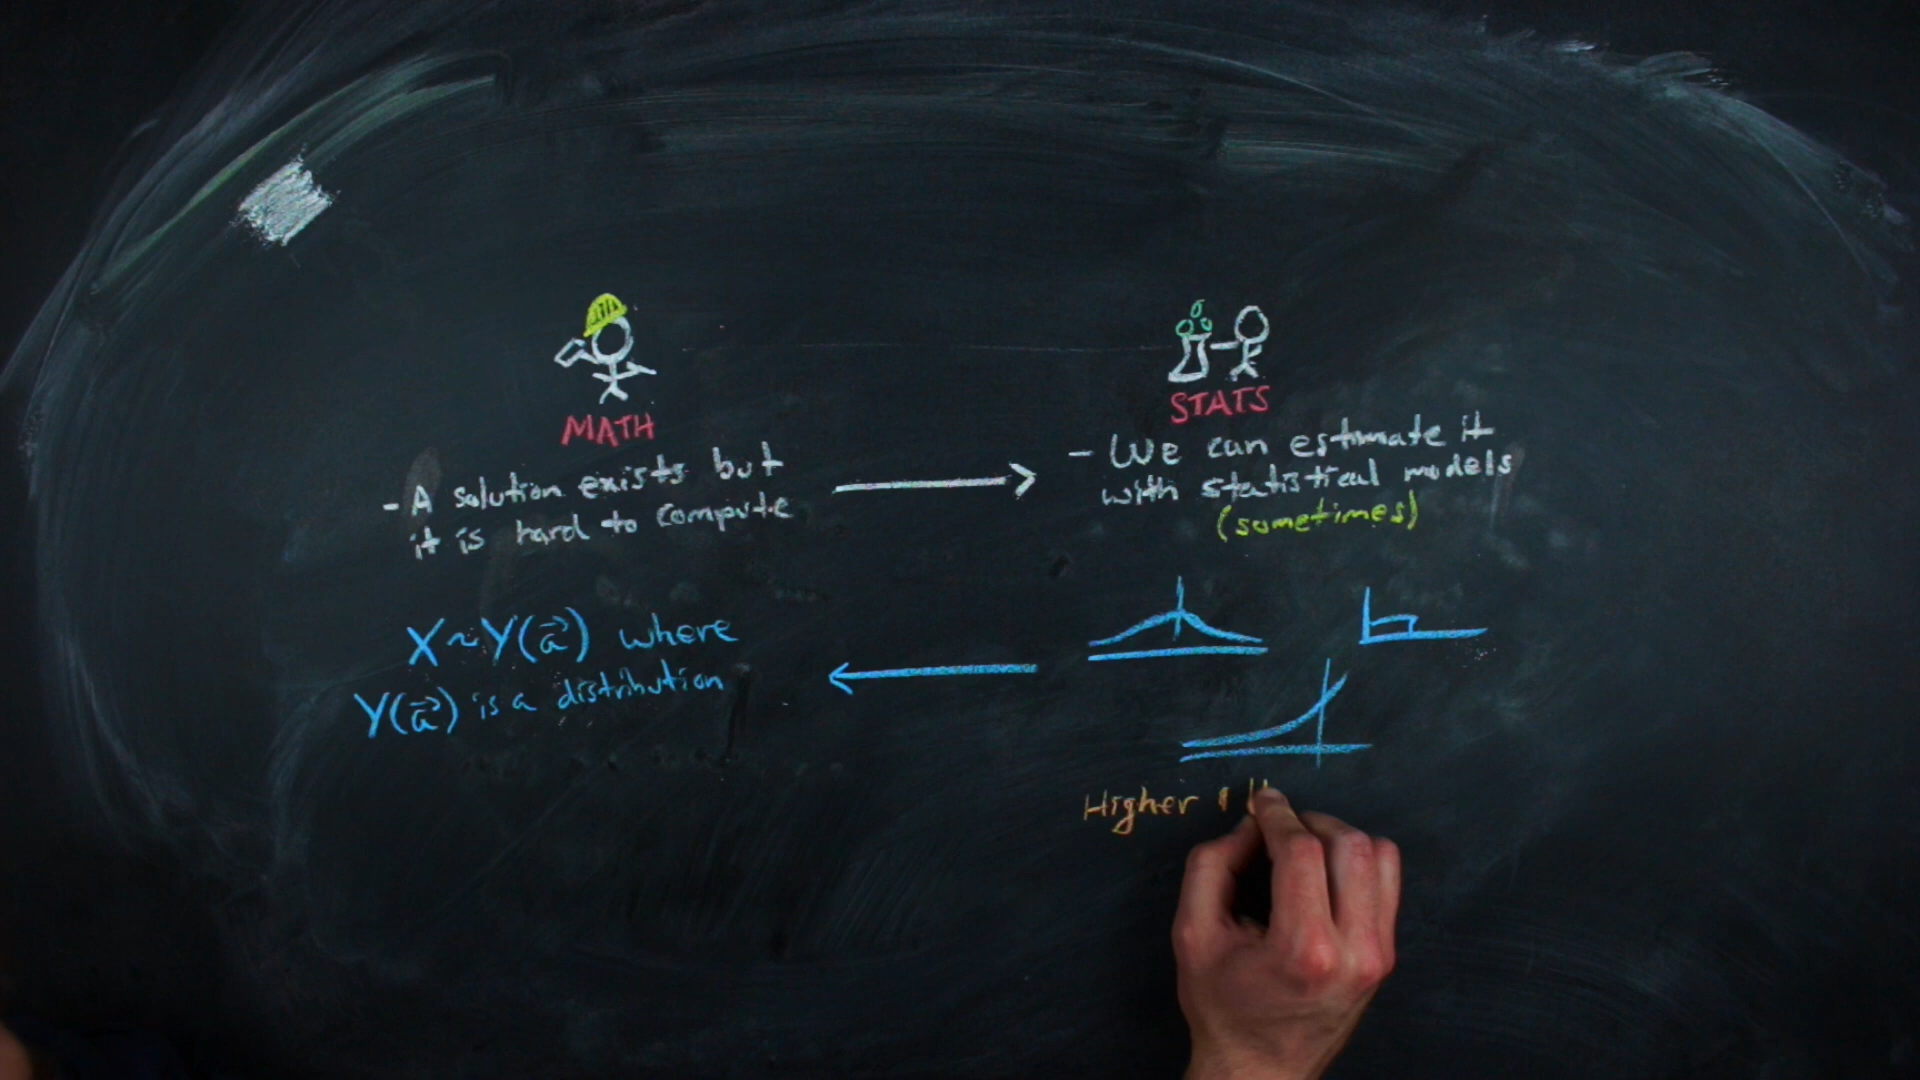 MATH
- A solution exists but
it is hard to compute
STATS
- We can estimate it
with statistical models
(sometimes)
X ~ Y(a⃗) where
Y(a⃗) is a distribution
Higher